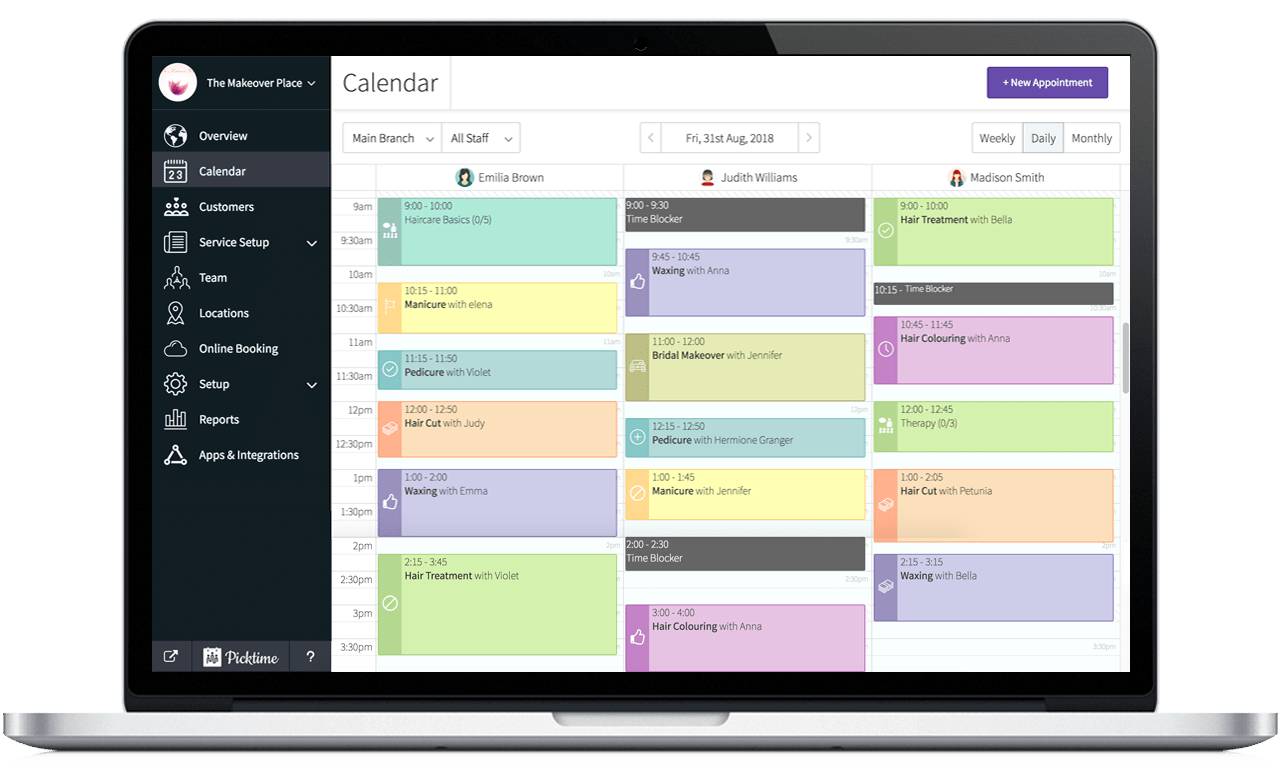 The Makeover Place
Calendar
+ New Appointment
Overview
Calendar
Customers
Service Setup
Team
Locations
Online Booking
Setup
Reports
Apps & Integrations
Picktime
?
Main Branch
All Staff
Fri, 31st Aug, 2018
Weekly
Daily
Monthly
Emilia Brown
Judith Williams
Madison Smith
9am
9:30am
10am
10:30am
11am
11:30am
12pm
12:30pm
1pm
1:30pm
2pm
2:30pm
3pm
3:30pm
9:00 - 10:00
Haircare Basics (0/5)
10am
10:15 - 11:00
Manicure with elena
11am
11:15 - 11:50
Pedicure with Violet
12:00 - 12:50
Hair Cut with Judy
1:00 - 2:00
Waxing with Emma
2pm
2:15 - 3:45
Hair Treatment with Violet
9:00 - 9:30
Time Blocker
9:30am
9:45 - 10:45
Waxing with Anna
11:00 - 12:00
Bridal Makeover with Jennifer
12pm
12:15 - 12:50
Pedicure with Hermione Granger
1:00 - 1:45
Manicure with Jennifer
2:00 - 2:30
Time Blocker
2:30pm
3:00 - 4:00
Hair Colouring with Anna
9:00 - 10:00
Hair Treatment with Bella
10am
10:15 - Time Blocker
10:30am
10:45 - 11:45
Hair Colouring with Anna
12:00 - 12:45
Therapy (0/3)
1:00 - 2:05
Hair Cut with Petunia
2pm
2:15 - 3:15
Waxing with Bella
3:30pm